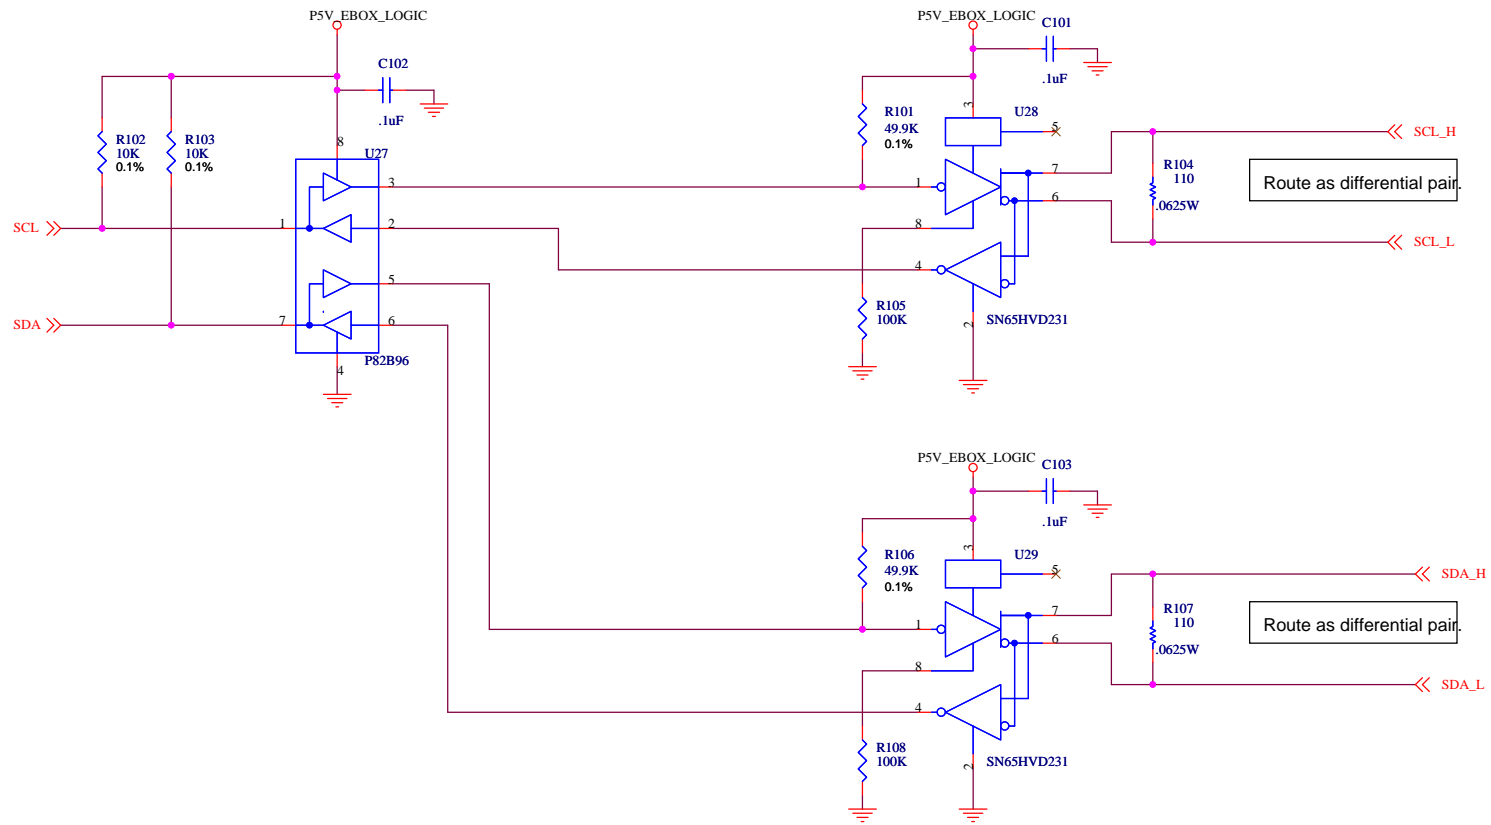 P5V_EBOX_LOGIC
P5V_EBOX_LOGIC
C101
.1uF
C102
.1uF
3
U28
5
R101
49.9K
0.1%
R102
10K
0.1%
R103
10K
0.1%
8
U27
SCL_H
7
R104
110
.0625W
Route as differential pair.
3
1
6
SCL
1
2
8
SCL_L
4
5
R105
100K
SN65HVD231
2
SDA
7
6
P82B96
4
P5V_EBOX_LOGIC
C103
.1uF
3
U29
5
R106
49.9K
0.1%
SDA_H
7
R107
110
.0625W
Route as differential pair.
1
6
8
SDA_L
4
R108
100K
SN65HVD231
2